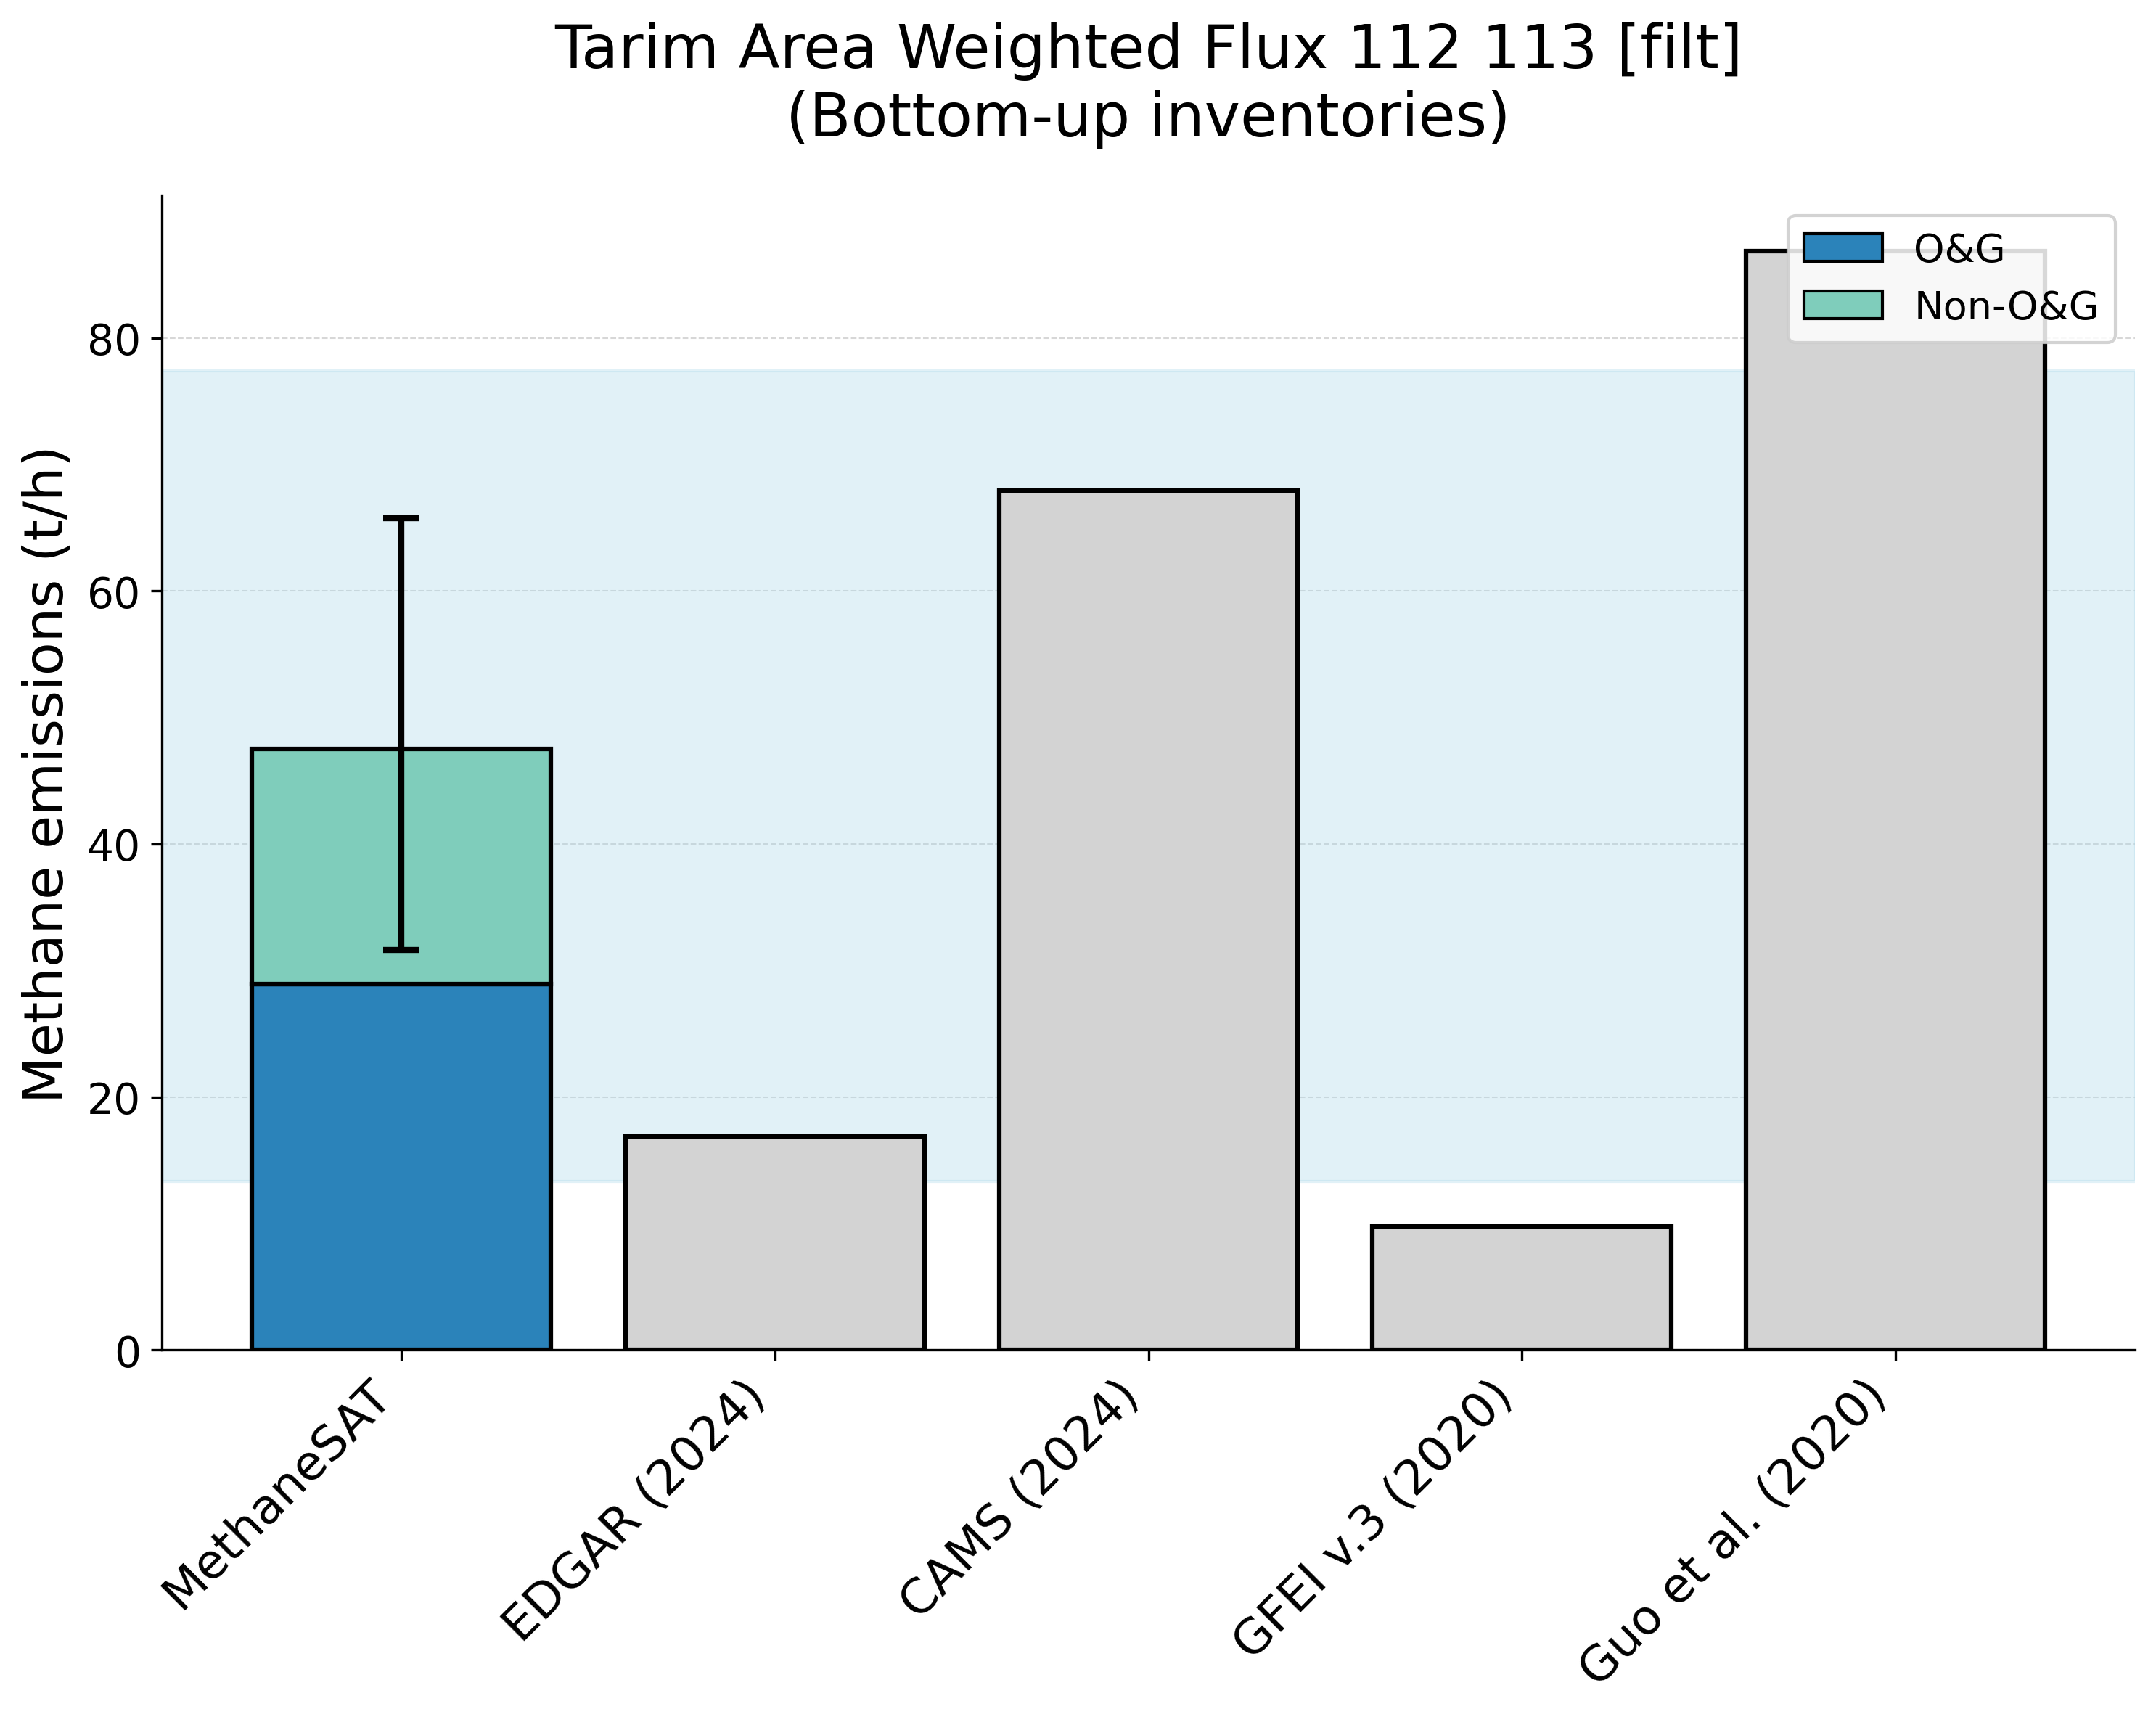 Tarim Area Weighted Flux 112 113 [filt]
(Bottom-up inventories)
O&G
Non-O&G
Methane emissions (t/h)
80
60
40
20
0
MethaneSAT
EDGAR (2024)
CAMS (2024)
GFEI v.3 (2020)
Guo et al. (2020)